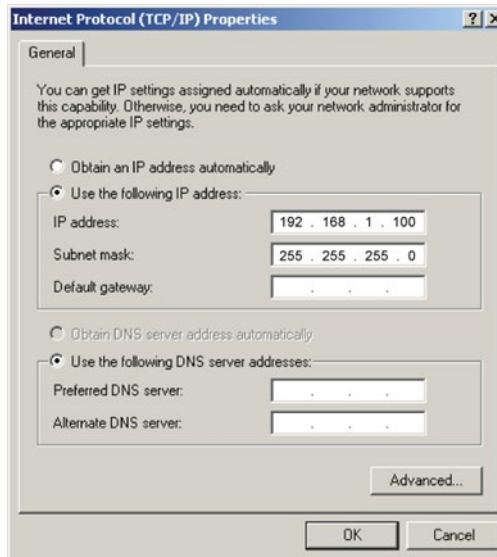 Internet Protocol (TCP/IP) Properties
General
You can get IP settings assigned automatically if your network supports
this capability. Otherwise, you need to ask your network administrator for
the appropriate IP settings.
Obtain an IP address automatically
Use the following IP address:
IP address: 192 . 168 . 1 . 100
Subnet mask: 255 . 255 . 255 . 0
Default gateway: . . .
Obtain DNS server address automatically
Use the following DNS server addresses:
Preferred DNS server: . . .
Alternate DNS server: . . .
Advanced...
OK Cancel